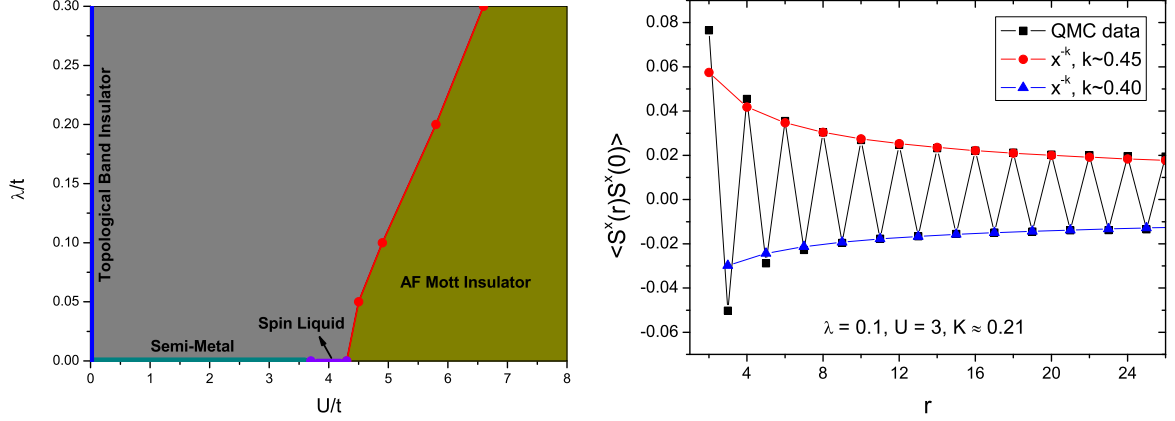 0.30
0.25
0.20
0.15
0.10
0.05
0.00
λ/t
Topological Band Insulator
AF Mott Insulator
Spin Liquid
Semi-Metal
0 1 2 3 4 5 6 7 8
U/t
0.08
0.06
0.04
0.02
0.00
-0.02
-0.04
-0.06
<S^x(r)S^x(0)>
QMC data
x^-k, k~0.45
x^-k, k~0.40
λ = 0.1, U = 3, K ≈ 0.21
4 8 12 16 20 24
r